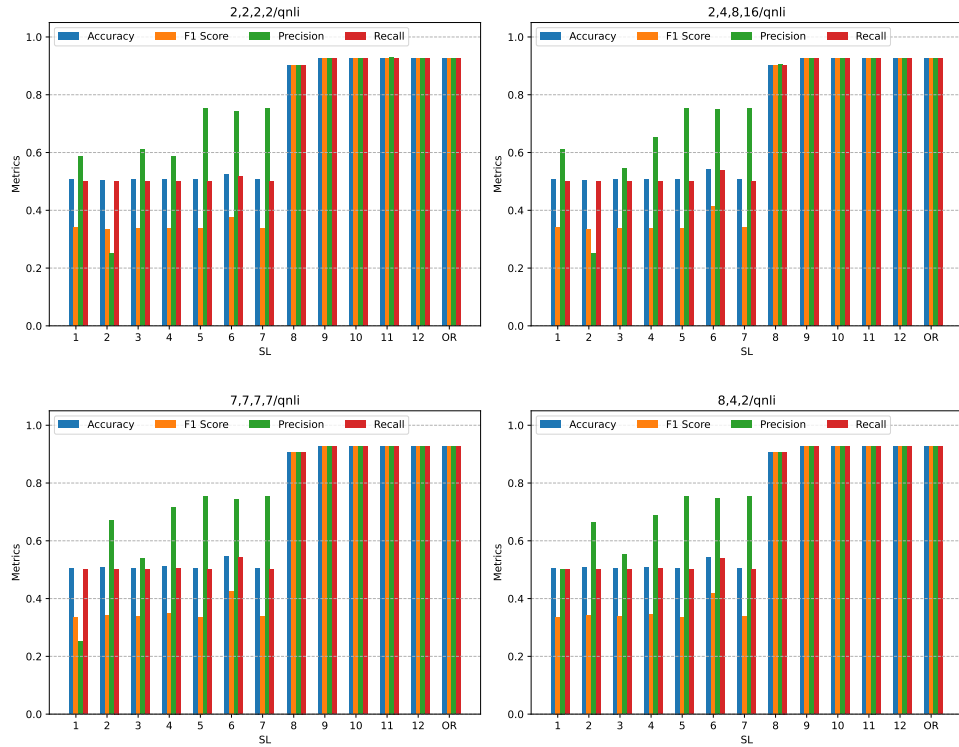 2,2,2,2/qnli
Accuracy F1 Score Precision Recall
1.0
0.8
0.6
0.4
0.2
0.0
Metrics
1 2 3 4 5 6 7 8 9 10 11 12 OR
SL
2,4,8,16/qnli
Accuracy F1 Score Precision Recall
1.0
0.8
0.6
0.4
0.2
0.0
Metrics
1 2 3 4 5 6 7 8 9 10 11 12 OR
SL
7,7,7,7/qnli
Accuracy F1 Score Precision Recall
1.0
0.8
0.6
0.4
0.2
0.0
Metrics
1 2 3 4 5 6 7 8 9 10 11 12 OR
SL
8,4,2/qnli
Accuracy F1 Score Precision Recall
1.0
0.8
0.6
0.4
0.2
0.0
Metrics
1 2 3 4 5 6 7 8 9 10 11 12 OR
SL